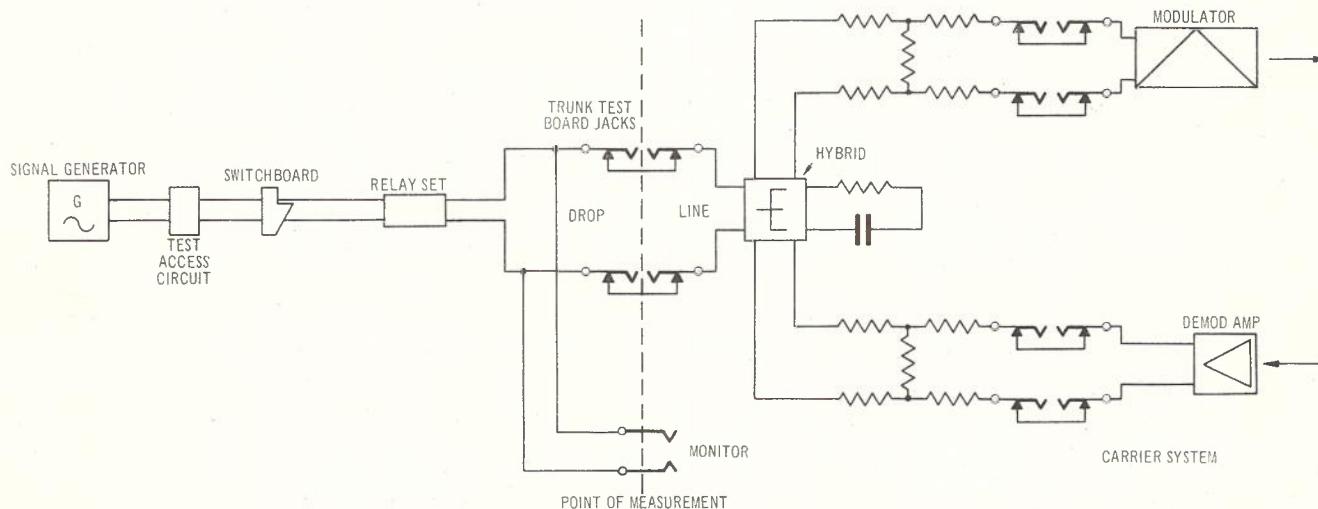 MODULATOR
TRUNK TEST
BOARD JACKS
HYBRID
SIGNAL GENERATOR
SWITCHBOARD
RELAY SET
G
DROP
LINE
TEST
ACCESS
CIRCUIT
DEMOD AMP
MONITOR
CARRIER SYSTEM
POINT OF MEASUREMENT